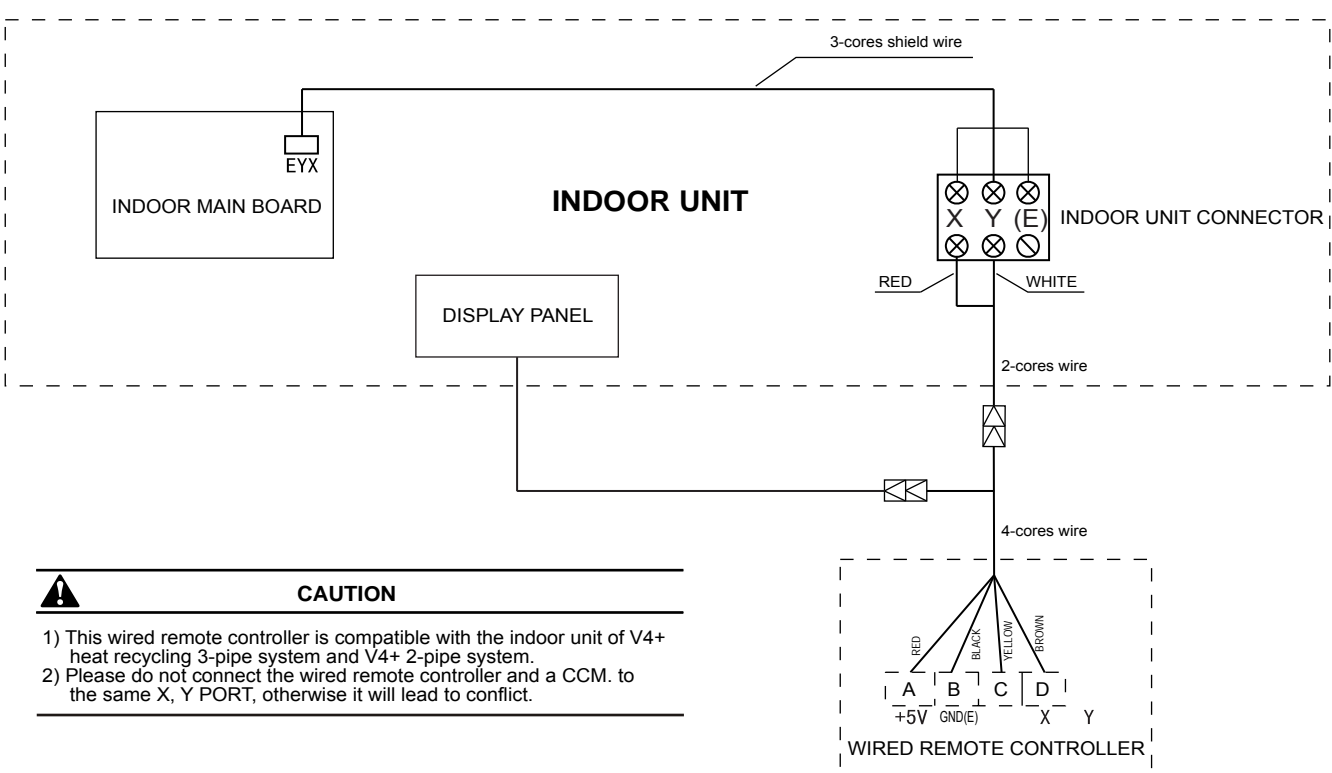 3-cores shield wire
EYX
INDOOR MAIN BOARD
INDOOR UNIT
X Y (E)
INDOOR UNIT CONNECTOR
RED
WHITE
DISPLAY PANEL
2-cores wire
4-cores wire
CAUTION
1) This wired remote controller is compatible with the indoor unit of V4+
heat recycling 3-pipe system and V4+ 2-pipe system.
2) Please do not connect the wired remote controller and a CCM. to
the same X, Y PORT, otherwise it will lead to conflict.
RED
BLACK
YELLOW
BROWN
A B C D
+5V GND(E) X Y
WIRED REMOTE CONTROLLER